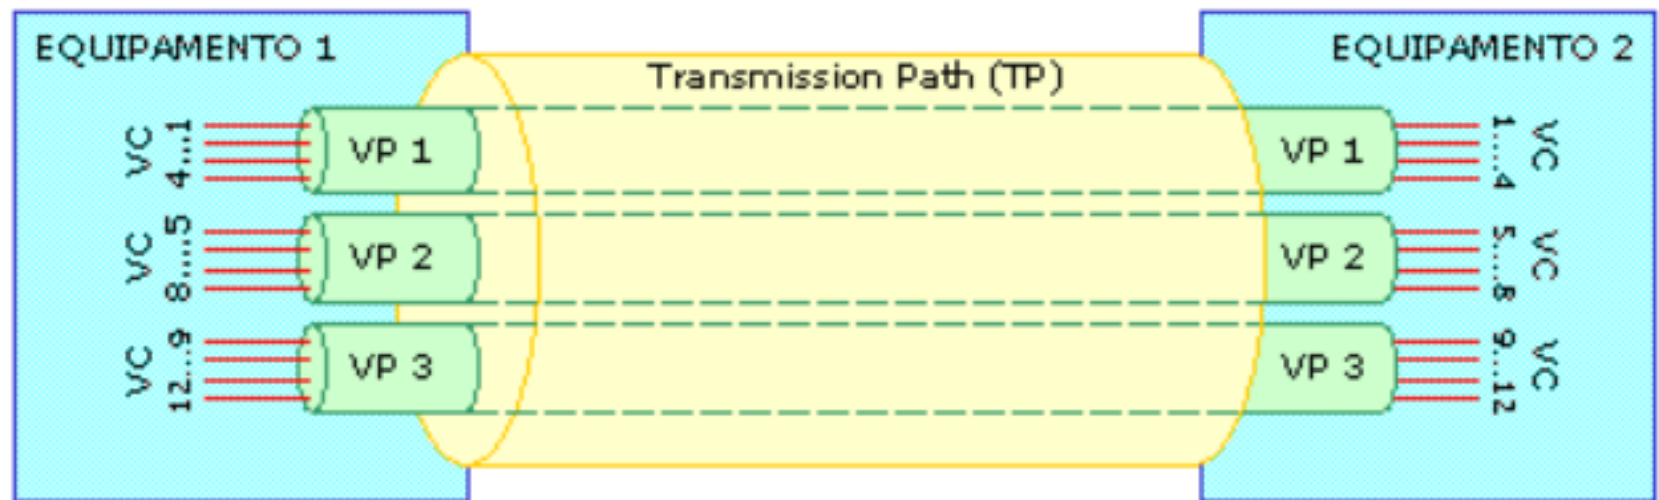 EQUIPAMENTO 1
EQUIPAMENTO 2
Transmission Path (TP)
VC
4....1
VP 1
VP 1
1....4
VC
VC
8.....5
VP 2
VP 2
5....8
VC
VC
12...9
VP 3
VP 3
9...12
VC